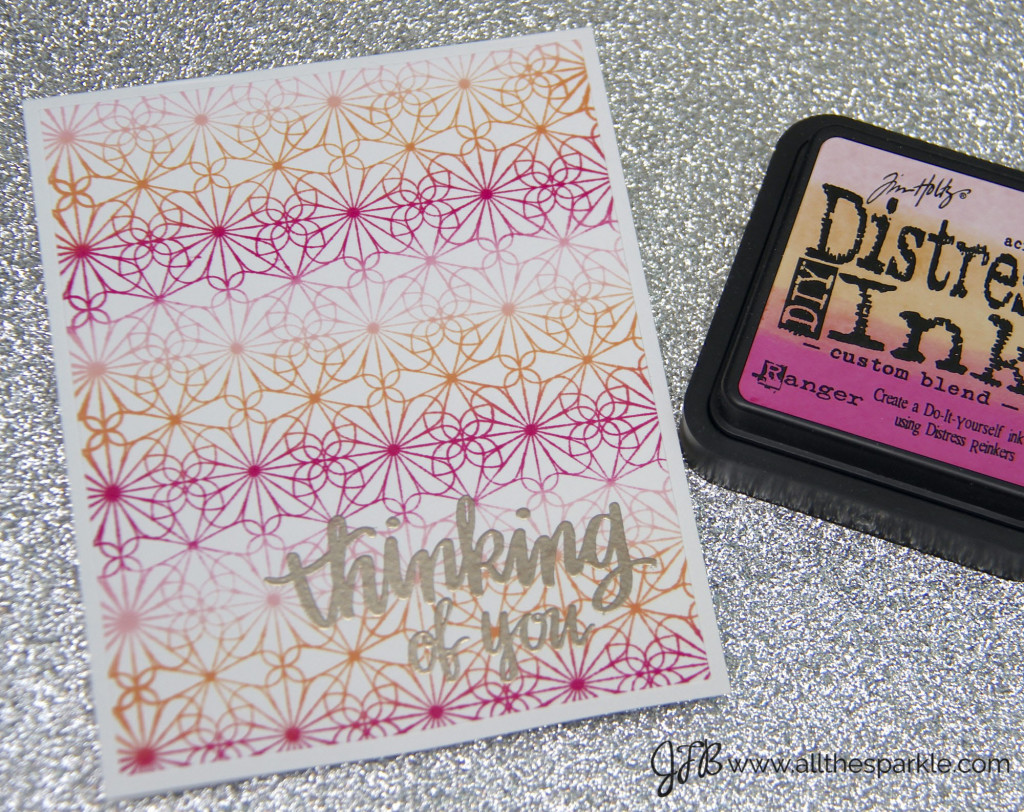 thinking
of you
Tim Holtz®
Distress
DIY Ink
– custom blend –
Ranger
Create a Do-It-Yourself ink
using Distress Reinkers
JFB www.allthesparkle.com